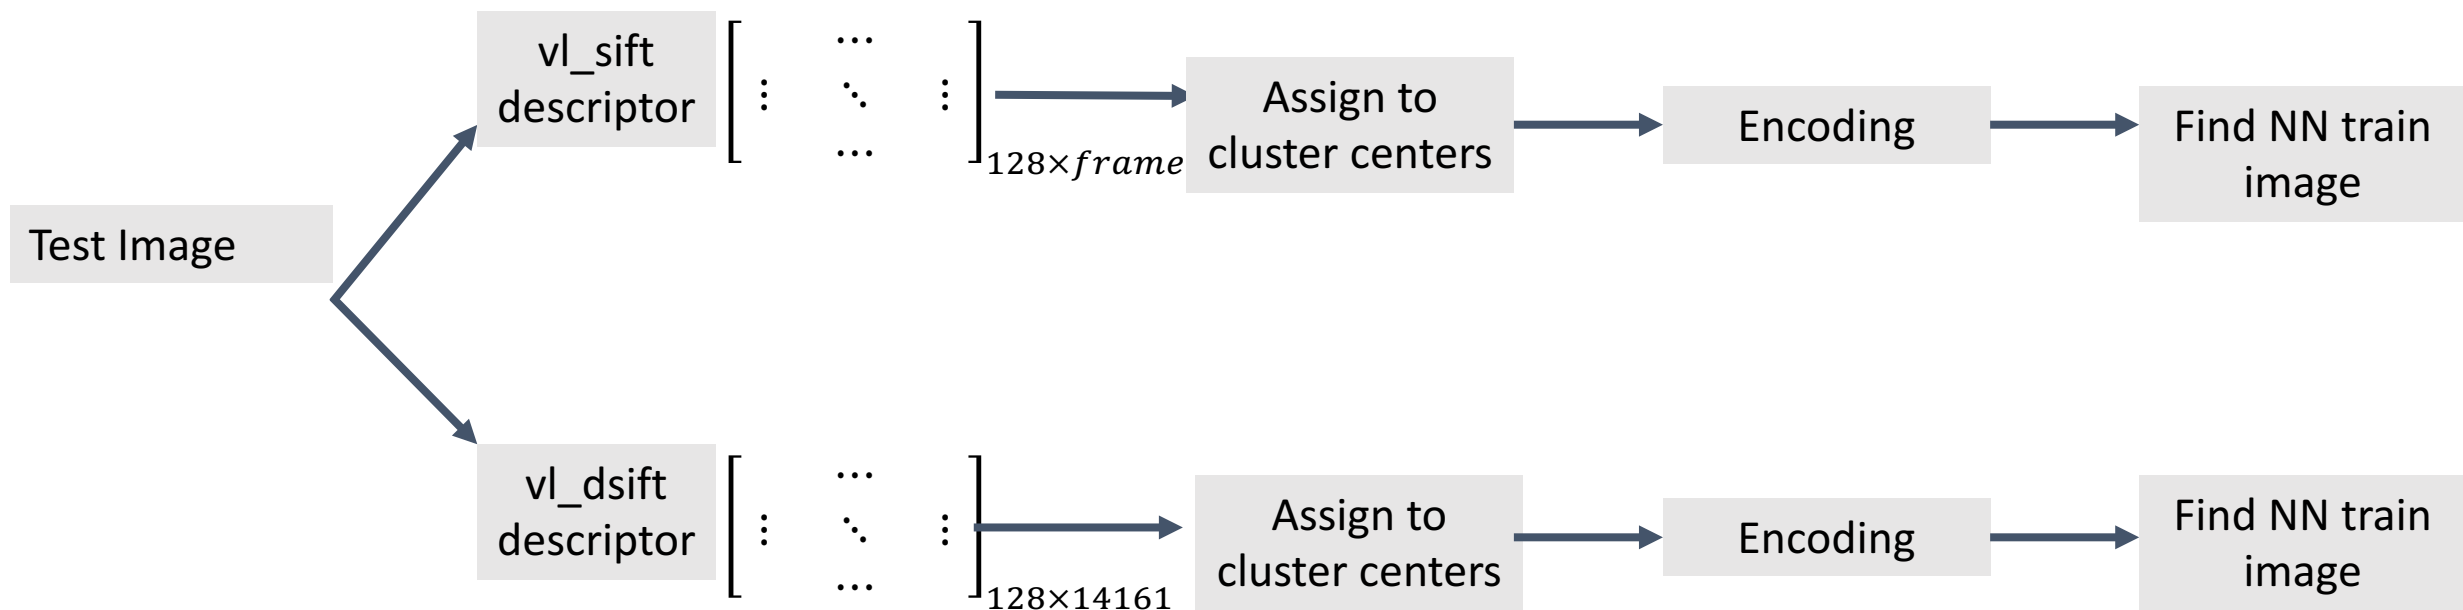 Test Image
vl_sift
descriptor
⋯
⋮ ⋱ ⋮
⋯
128×frame
Assign to
cluster centers
Encoding
Find NN train
image
vl_dsift
descriptor
⋯
⋮ ⋱ ⋮
⋯
128×14161
Assign to
cluster centers
Encoding
Find NN train
image